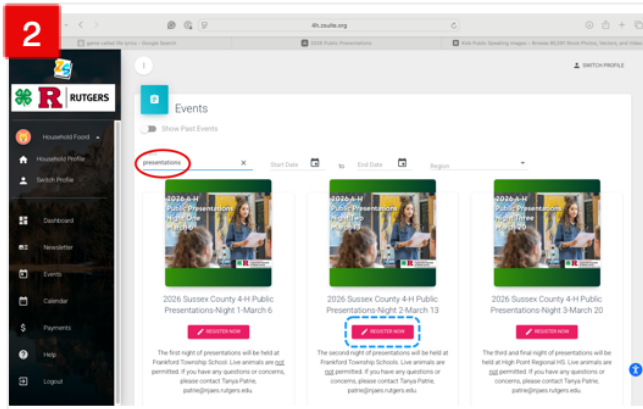 2
4h.zsuite.org
game called life lyrics - Google Search
2026 Public Presentations
Kids Public Speaking Images – Browse 80,597 Stock Photos, Vectors, and Video
SWITCH PROFILE
R RUTGERS
Events
Show Past Events
Household Foord
Household Profile
Switch Profile
presentations
Start Date
to
End Date
Region
Dashboard
Newsletter
Events
Calendar
Payments
Help
Logout
2026 4-H
Public Presentations
Night One
March 6
2026 4-H
Public Presentations
Night Two
March 13
2026 4-H
Public Presentations
Night Three
March 20
2026 Sussex County 4-H Public
Presentations-Night 1-March 6
REGISTER NOW
The first night of presentations will be held at
Frankford Township School. Live animals are not
permitted. If you have any questions or concerns,
please contact Tanya Patrie,
patrie@njaes.rutgers.edu.
2026 Sussex County 4-H Public
Presentations-Night 2-March 13
REGISTER NOW
The second night of presentations will be held at
Frankford Township School. Live animals are
not permitted. If you have any questions or
concerns, please contact Tanya Patrie,
patrie@njaes.rutgers.edu.
2026 Sussex County 4-H Public
Presentations-Night 3-March 20
REGISTER NOW
The third and final night of presentations will be
held at High Point Regional HS. Live animals are
not permitted. If you have any questions or
concerns, please contact Tanya Patrie,
patrie@njaes.rutgers.edu.